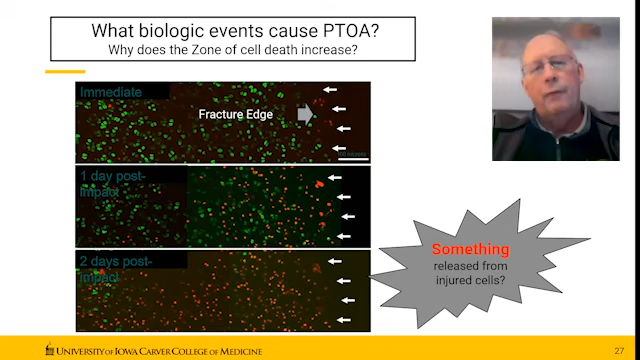 What biologic events cause PTOA?
Why does the Zone of cell death increase?
Immediate
Fracture Edge
1 day post-
impact
2 days post-
impact
Something
released from
injured cells?
UNIVERSITY OF IOWA CARVER COLLEGE OF MEDICINE
27